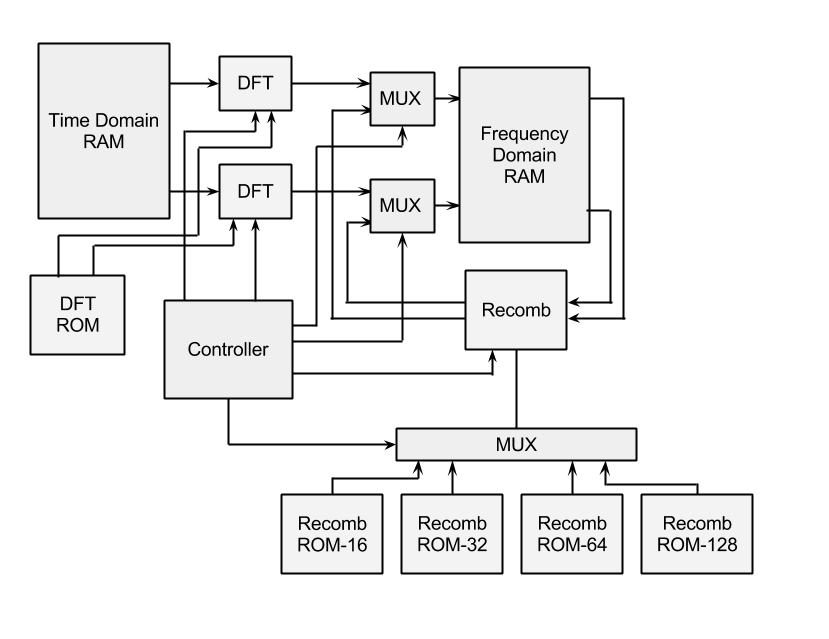 Time Domain
RAM
DFT
MUX
Frequency
Domain
RAM
DFT
MUX
DFT
ROM
Controller
Recomb
MUX
Recomb
ROM-16
Recomb
ROM-32
Recomb
ROM-64
Recomb
ROM-128